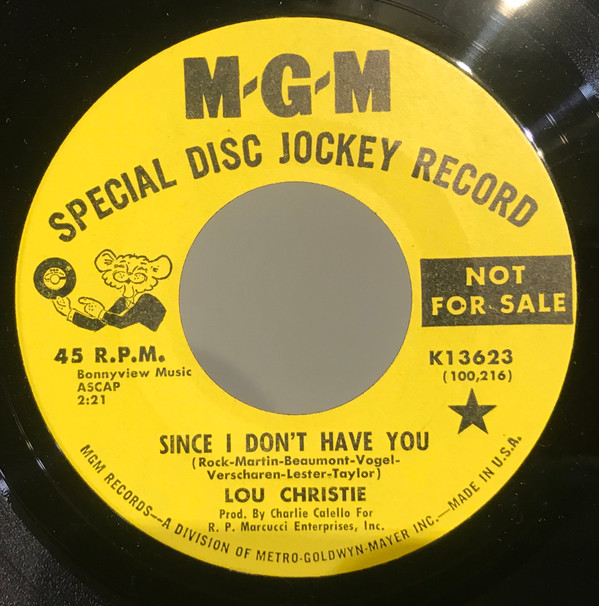 M-G-M
SPECIAL DISC JOCKEY RECORD
NOT
FOR SALE
45 R.P.M.
Bonnyview Music
ASCAP
2:21
K13623
(100,216)
SINCE I DON'T HAVE YOU
(Rock-Martin-Beaumont-Vogel-
Verscharen-Lester-Taylor)
LOU CHRISTIE
Prod. By Charlie Calello For
R. P. Marcucci Enterprises, Inc.
MGM RECORDS—A DIVISION OF METRO-GOLDWYN-MAYER INC.—MADE IN U.S.A.